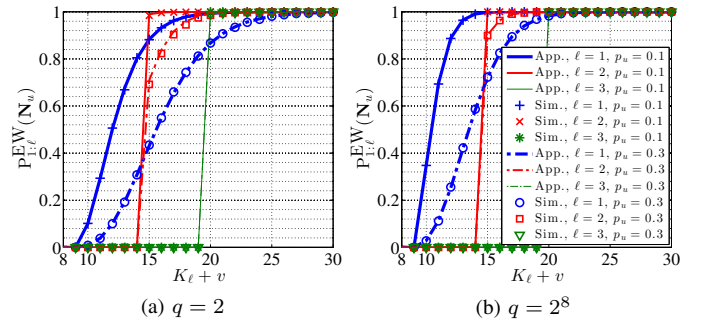 1
0.8
0.6
0.4
0.2
0
8 10 15 20 25 30
P^{EW}_{1:ℓ}(N_u)
K_ℓ + v
(a) q = 2
1
0.8
0.6
0.4
0.2
0
8 10 15 20 25 30
P^{EW}_{1:ℓ}(N_u)
K_ℓ + v
App., ℓ = 1, p_u = 0.1
App., ℓ = 2, p_u = 0.1
App., ℓ = 3, p_u = 0.1
Sim., ℓ = 1, p_u = 0.1
Sim., ℓ = 2, p_u = 0.1
Sim., ℓ = 3, p_u = 0.1
App., ℓ = 1, p_u = 0.3
App., ℓ = 2, p_u = 0.3
App., ℓ = 3, p_u = 0.3
Sim., ℓ = 1, p_u = 0.3
Sim., ℓ = 2, p_u = 0.3
Sim., ℓ = 3, p_u = 0.3
(b) q = 2^8